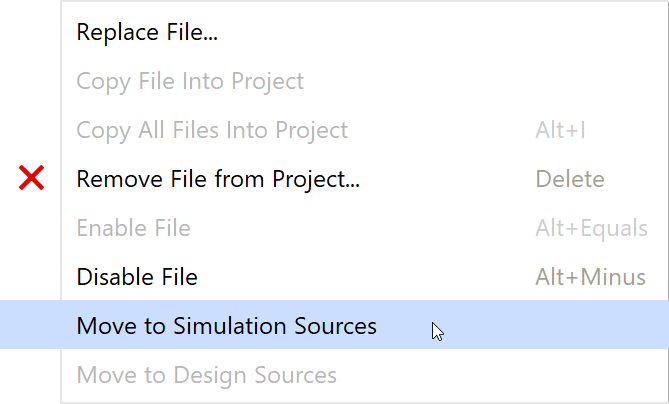 Replace File...
Copy File Into Project
Copy All Files Into Project Alt+I
Remove File from Project... Delete
Enable File Alt+Equals
Disable File Alt+Minus
Move to Simulation Sources
Move to Design Sources